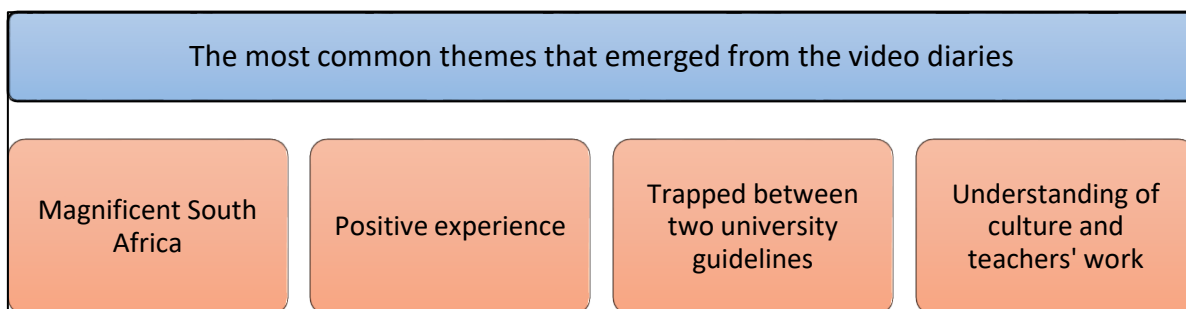 The most common themes that emerged from the video diaries
Magnificent South
Africa
Positive experience
Trapped between
two university
guidelines
Understanding of
culture and
teachers' work